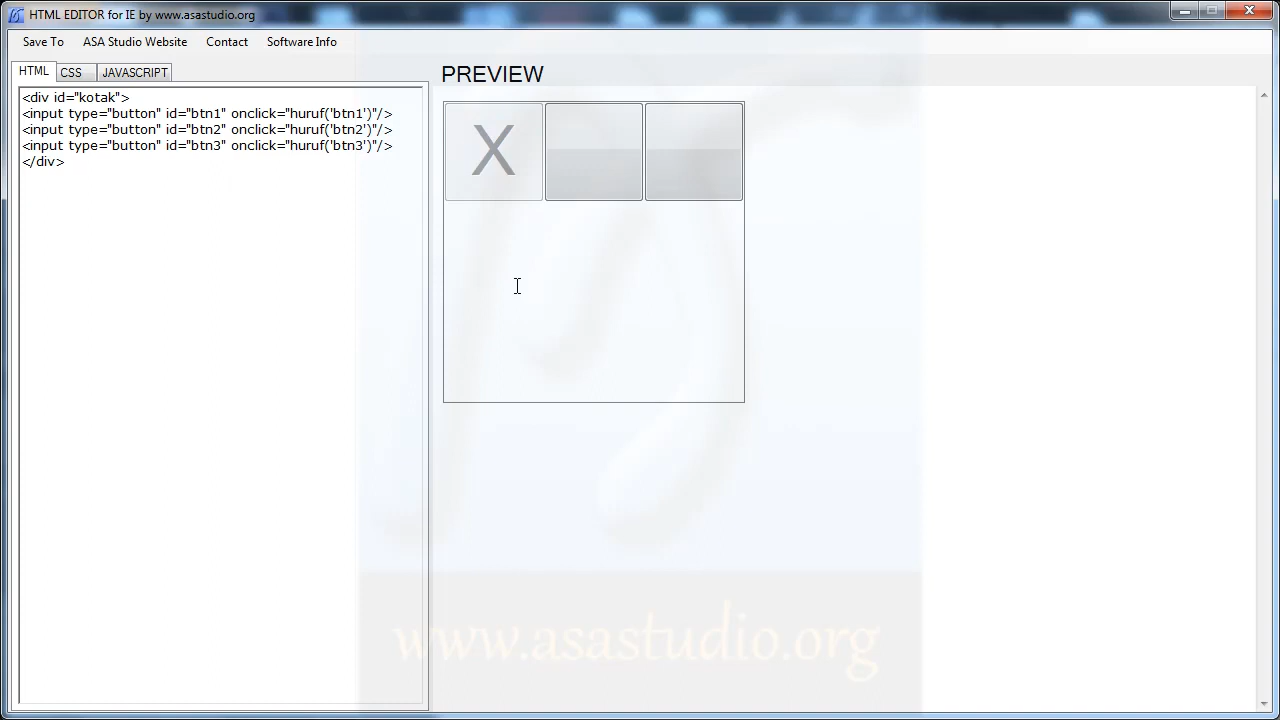 HTML EDITOR for IE by www.asastudio.org
Save To
ASA Studio Website
Contact
Software Info
HTML
CSS
JAVASCRIPT
PREVIEW
<div id="kotak">
<input type="button" id="btn1" onclick="huruf('btn1')"/>
<input type="button" id="btn2" onclick="huruf('btn2')"/>
<input type="button" id="btn3" onclick="huruf('btn3')"/>
</div>
X
www.asastudio.org